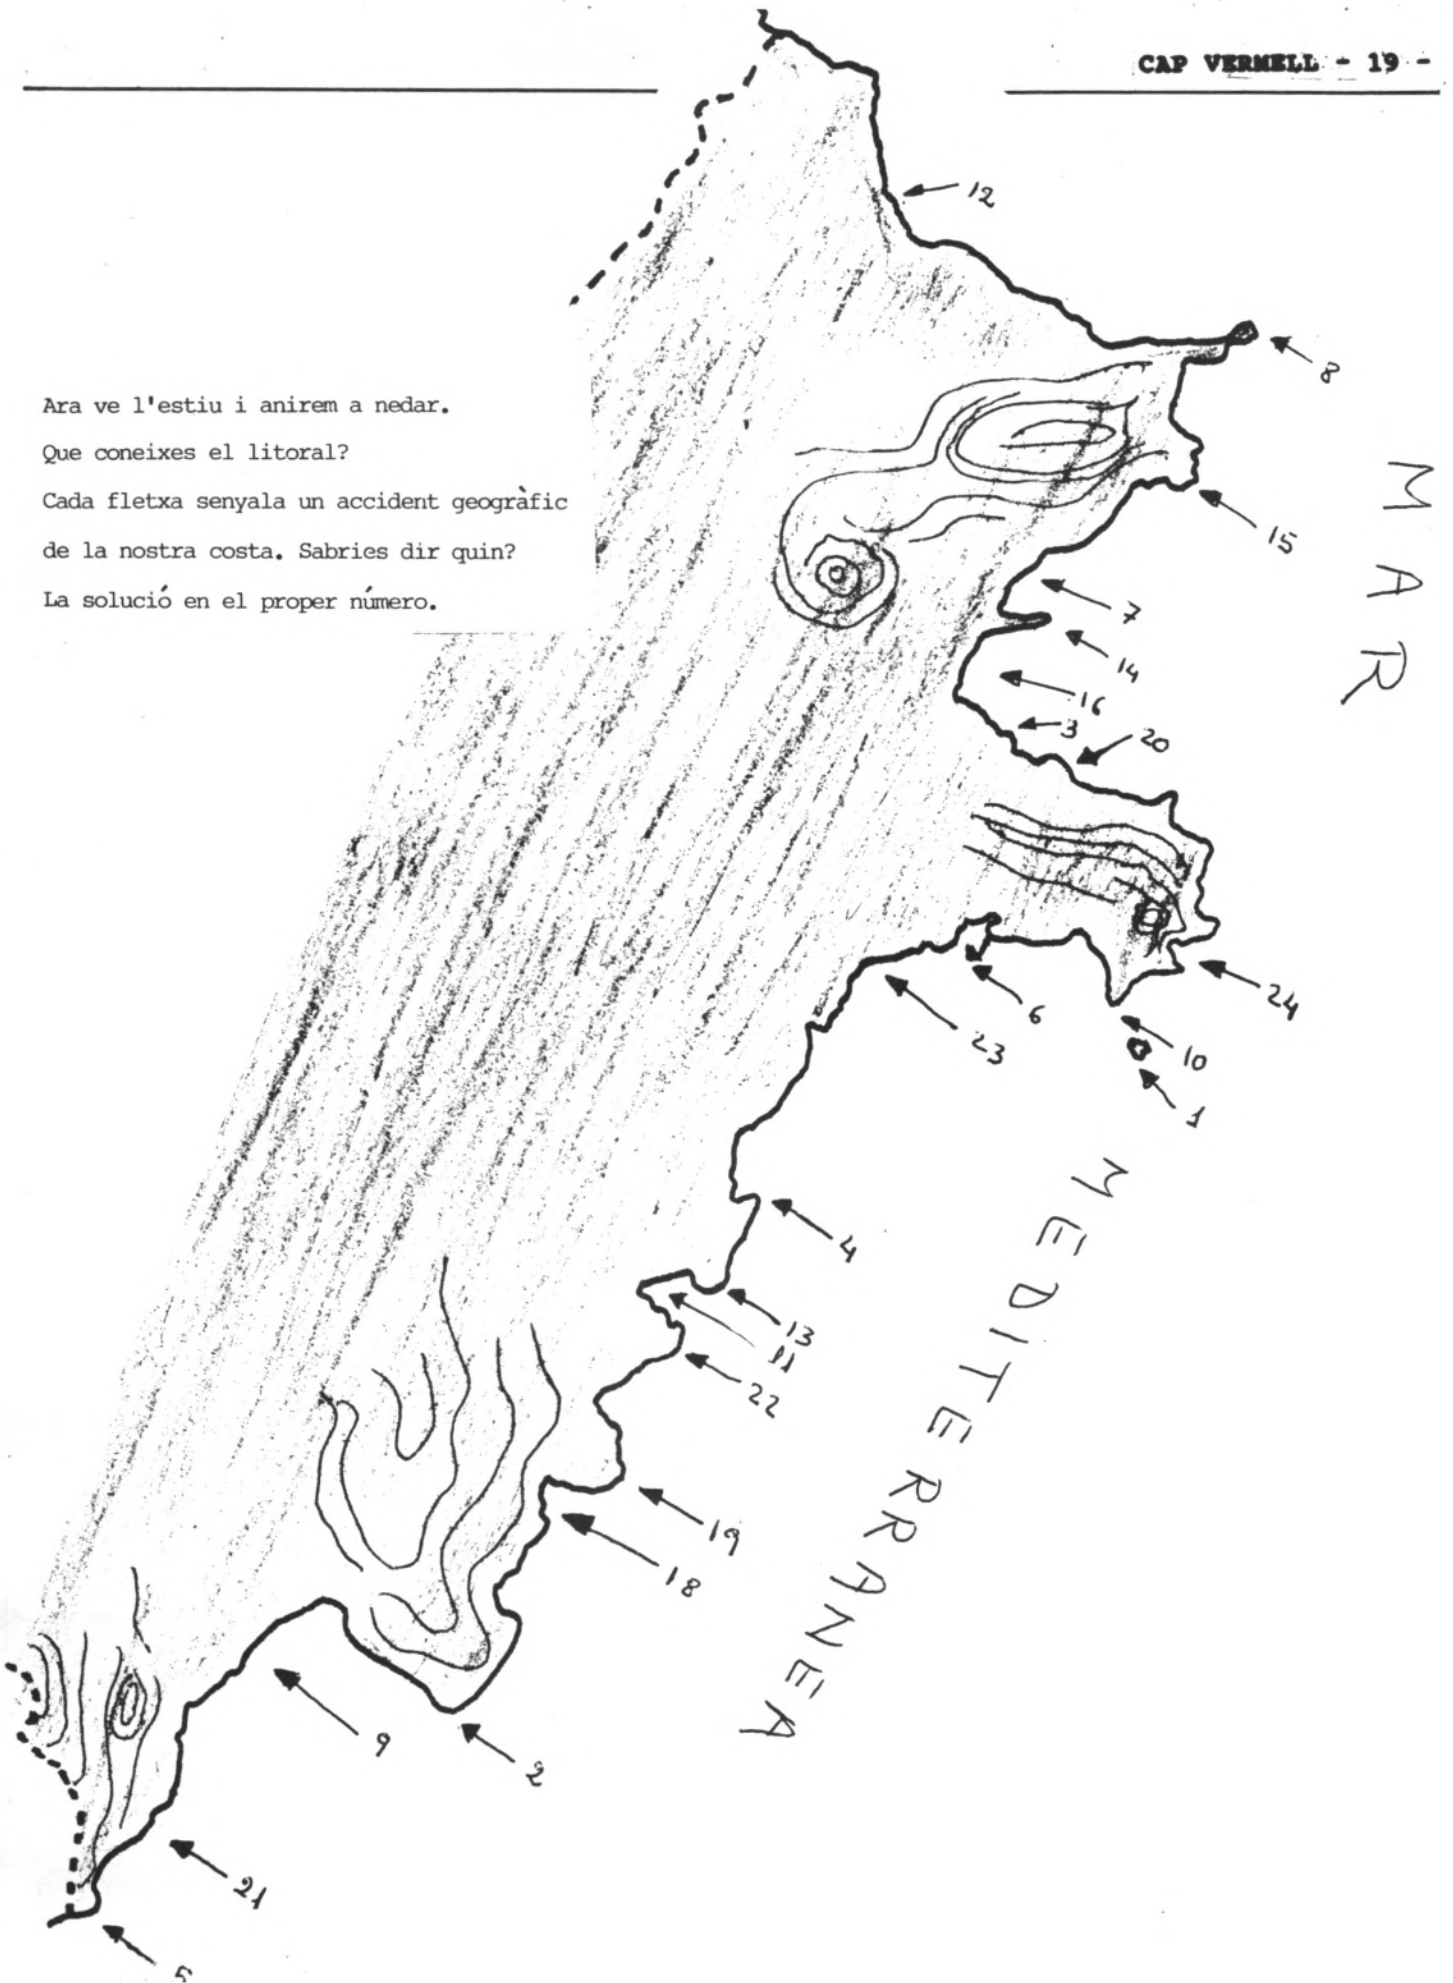 CAP VERMELL - 19 -
12
8
Ara ve l'estiu i anirem a nedar.
Que coneixes el litoral?
Cada fletxa senyala un accident geogràfic
de la nostra costa. Sabries dir quin?
La solució en el proper número.
MAR
15
7
14
16
3
20
24
6
23
10
1
MEDITERRANEA
4
13
11
22
19
18
9
2
21
5